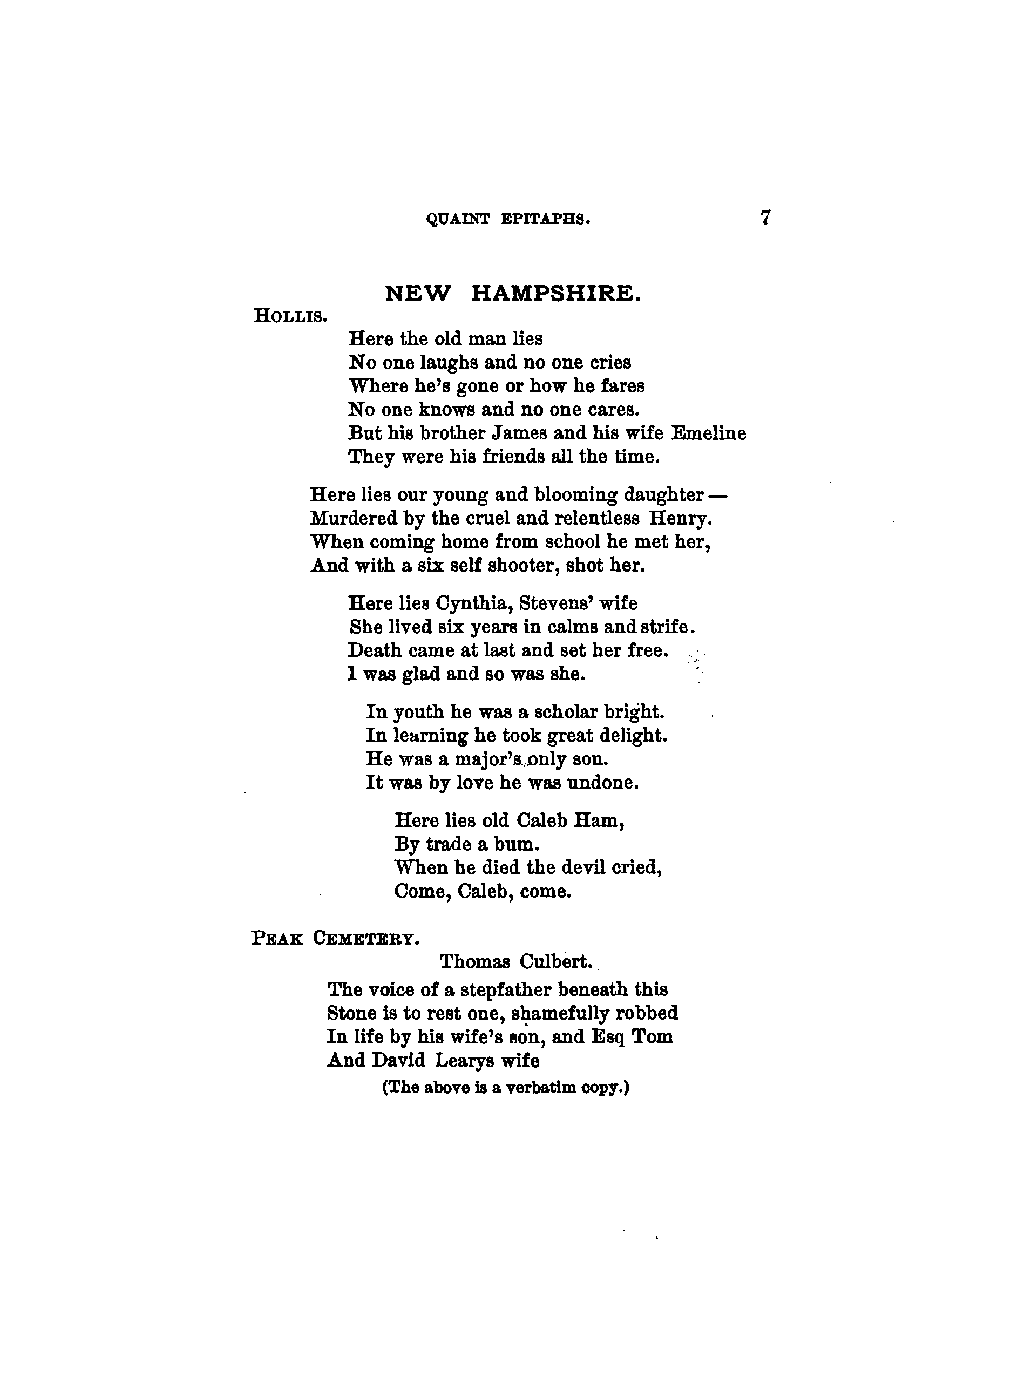 QUAINT EPITAPHS. 7
NEW HAMPSHIRE.
HOLLIS.
Here the old man lies
No one laughs and no one cries
Where he's gone or how he fares
No one knows and no one cares.
But his brother James and his wife Emeline
They were his friends all the time.
Here lies our young and blooming daughter—
Murdered by the cruel and relentless Henry.
When coming home from school he met her,
And with a six self shooter, shot her.
Here lies Cynthia, Stevens' wife
She lived six years in calms and strife.
Death came at last and set her free.
I was glad and so was she.
In youth he was a scholar bright.
In learning he took great delight.
He was a major's only son.
It was by love he was undone.
Here lies old Caleb Ham,
By trade a bum.
When he died the devil cried,
Come, Caleb, come.
PEAK CEMETERY.
Thomas Culbert.
The voice of a stepfather beneath this
Stone is to rest one, shamefully robbed
In life by his wife's son, and Esq Tom
And David Learys wife
(The above is a verbatim copy.)